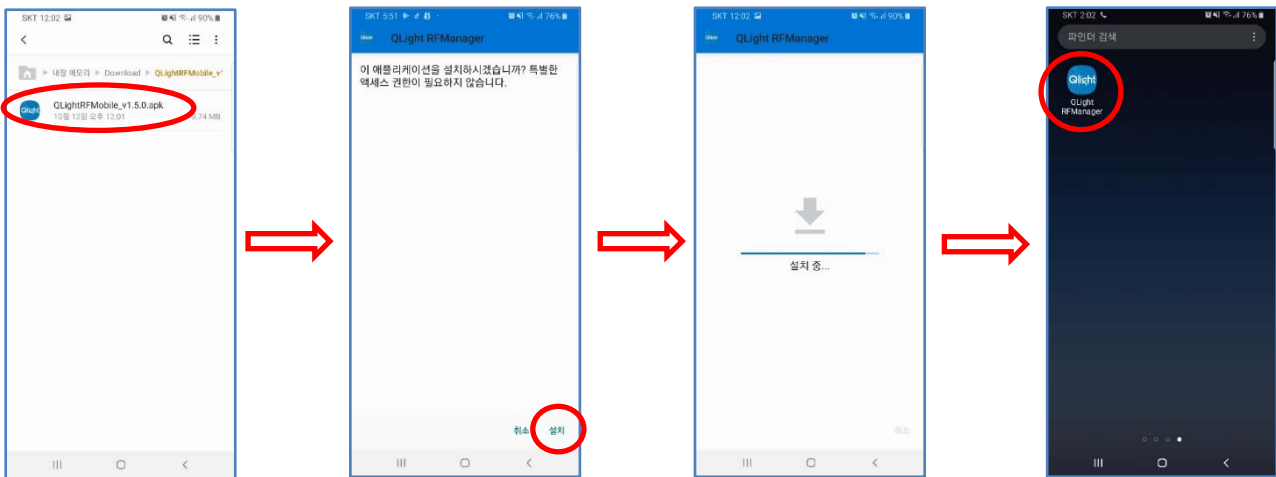 SKT 12:02
90%
내장 메모리 ▶ Download ▶ QLightRFMobile_v1
QLightRFMobile_v1.5.0.apk
10월 12일 오후 12:01
.74 MB
SKT 5:51
76%
QLight RFManager
이 애플리케이션을 설치하시겠습니까? 특별한
액세스 권한이 필요하지 않습니다.
취소
설치
SKT 12:02
90%
QLight RFManager
설치 중...
취소
SKT 2:02
76%
파인더 검색
Qlight
QLight
RFManager